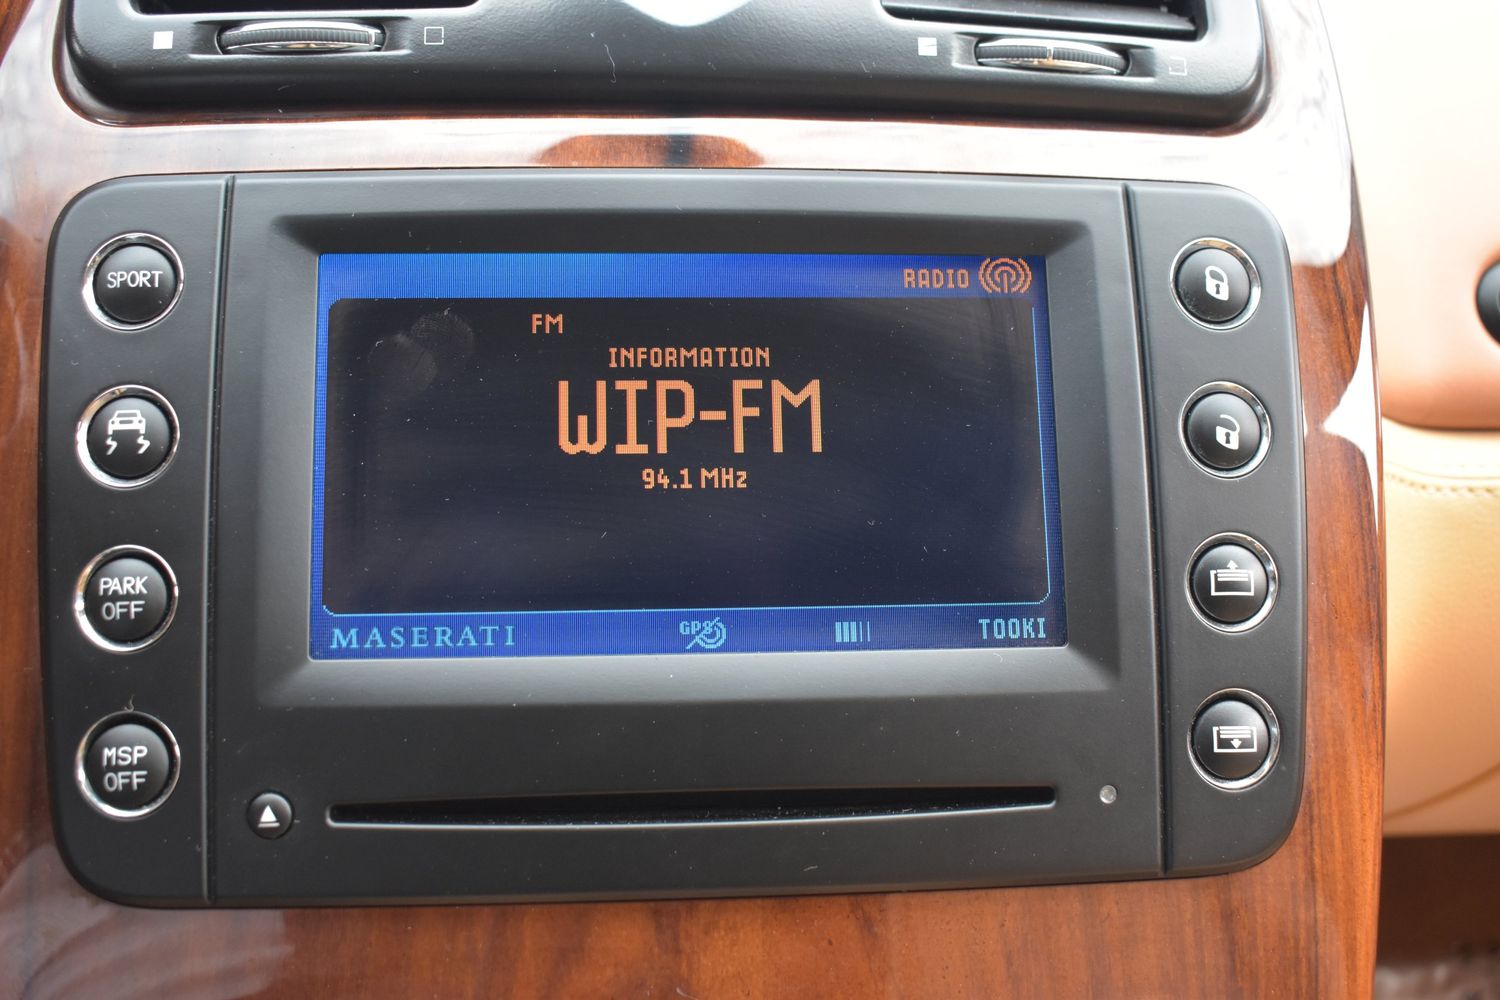 RADIO
FM
INFORMATION
WIP-FM
94.1 MHz
MASERATI
GPS
TOOKI
SPORT
PARK
OFF
MSP
OFF